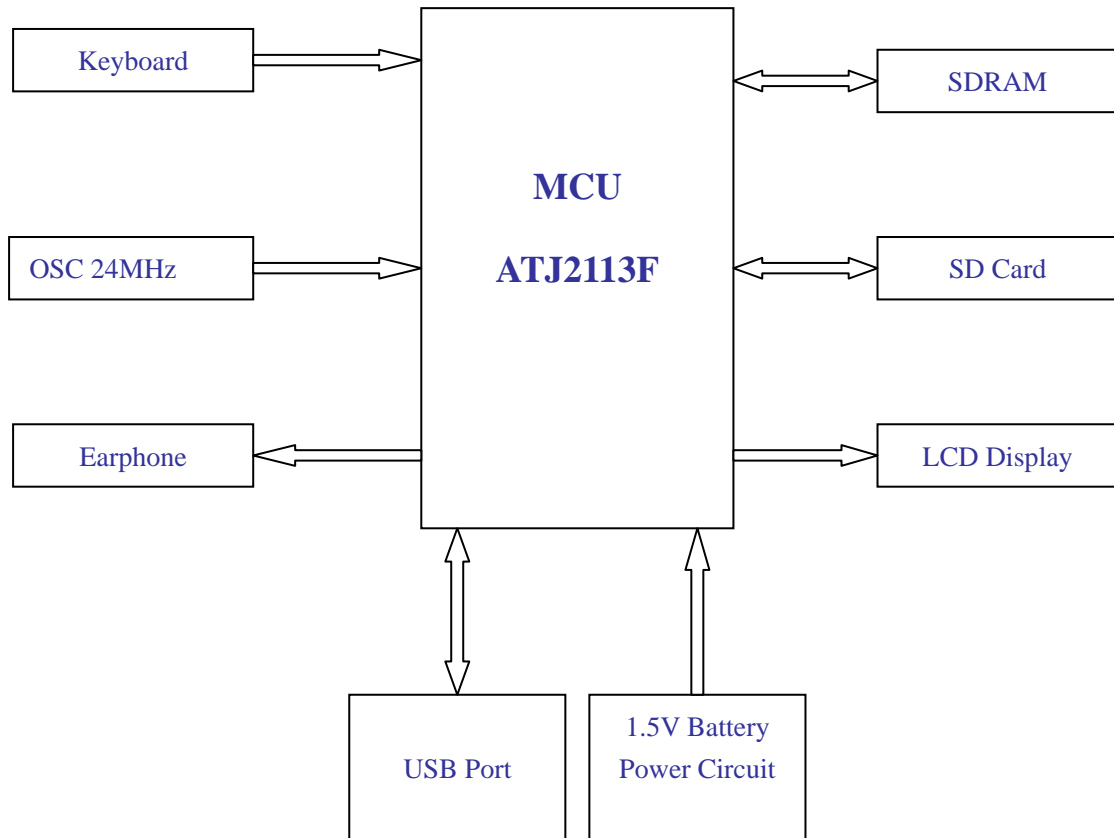 Keyboard
SDRAM
MCU
ATJ2113F
OSC 24MHz
SD Card
Earphone
LCD Display
USB Port
1.5V Battery
Power Circuit